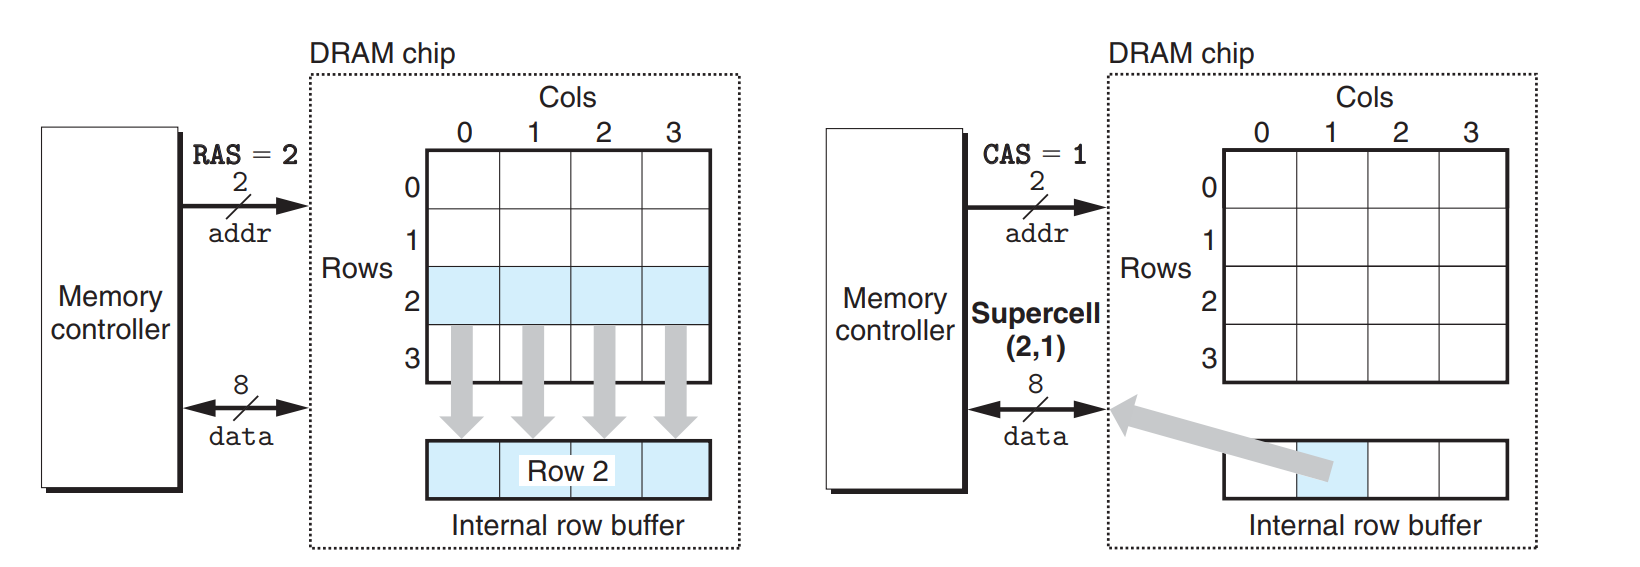 DRAM chip
Cols
0 1 2 3
RAS = 2
2
addr
0
1
Rows
2
3
Memory
controller
8
data
Row 2
Internal row buffer
DRAM chip
Cols
0 1 2 3
CAS = 1
2
addr
0
1
Rows
2
3
Memory
controller
Supercell
(2,1)
8
data
Internal row buffer